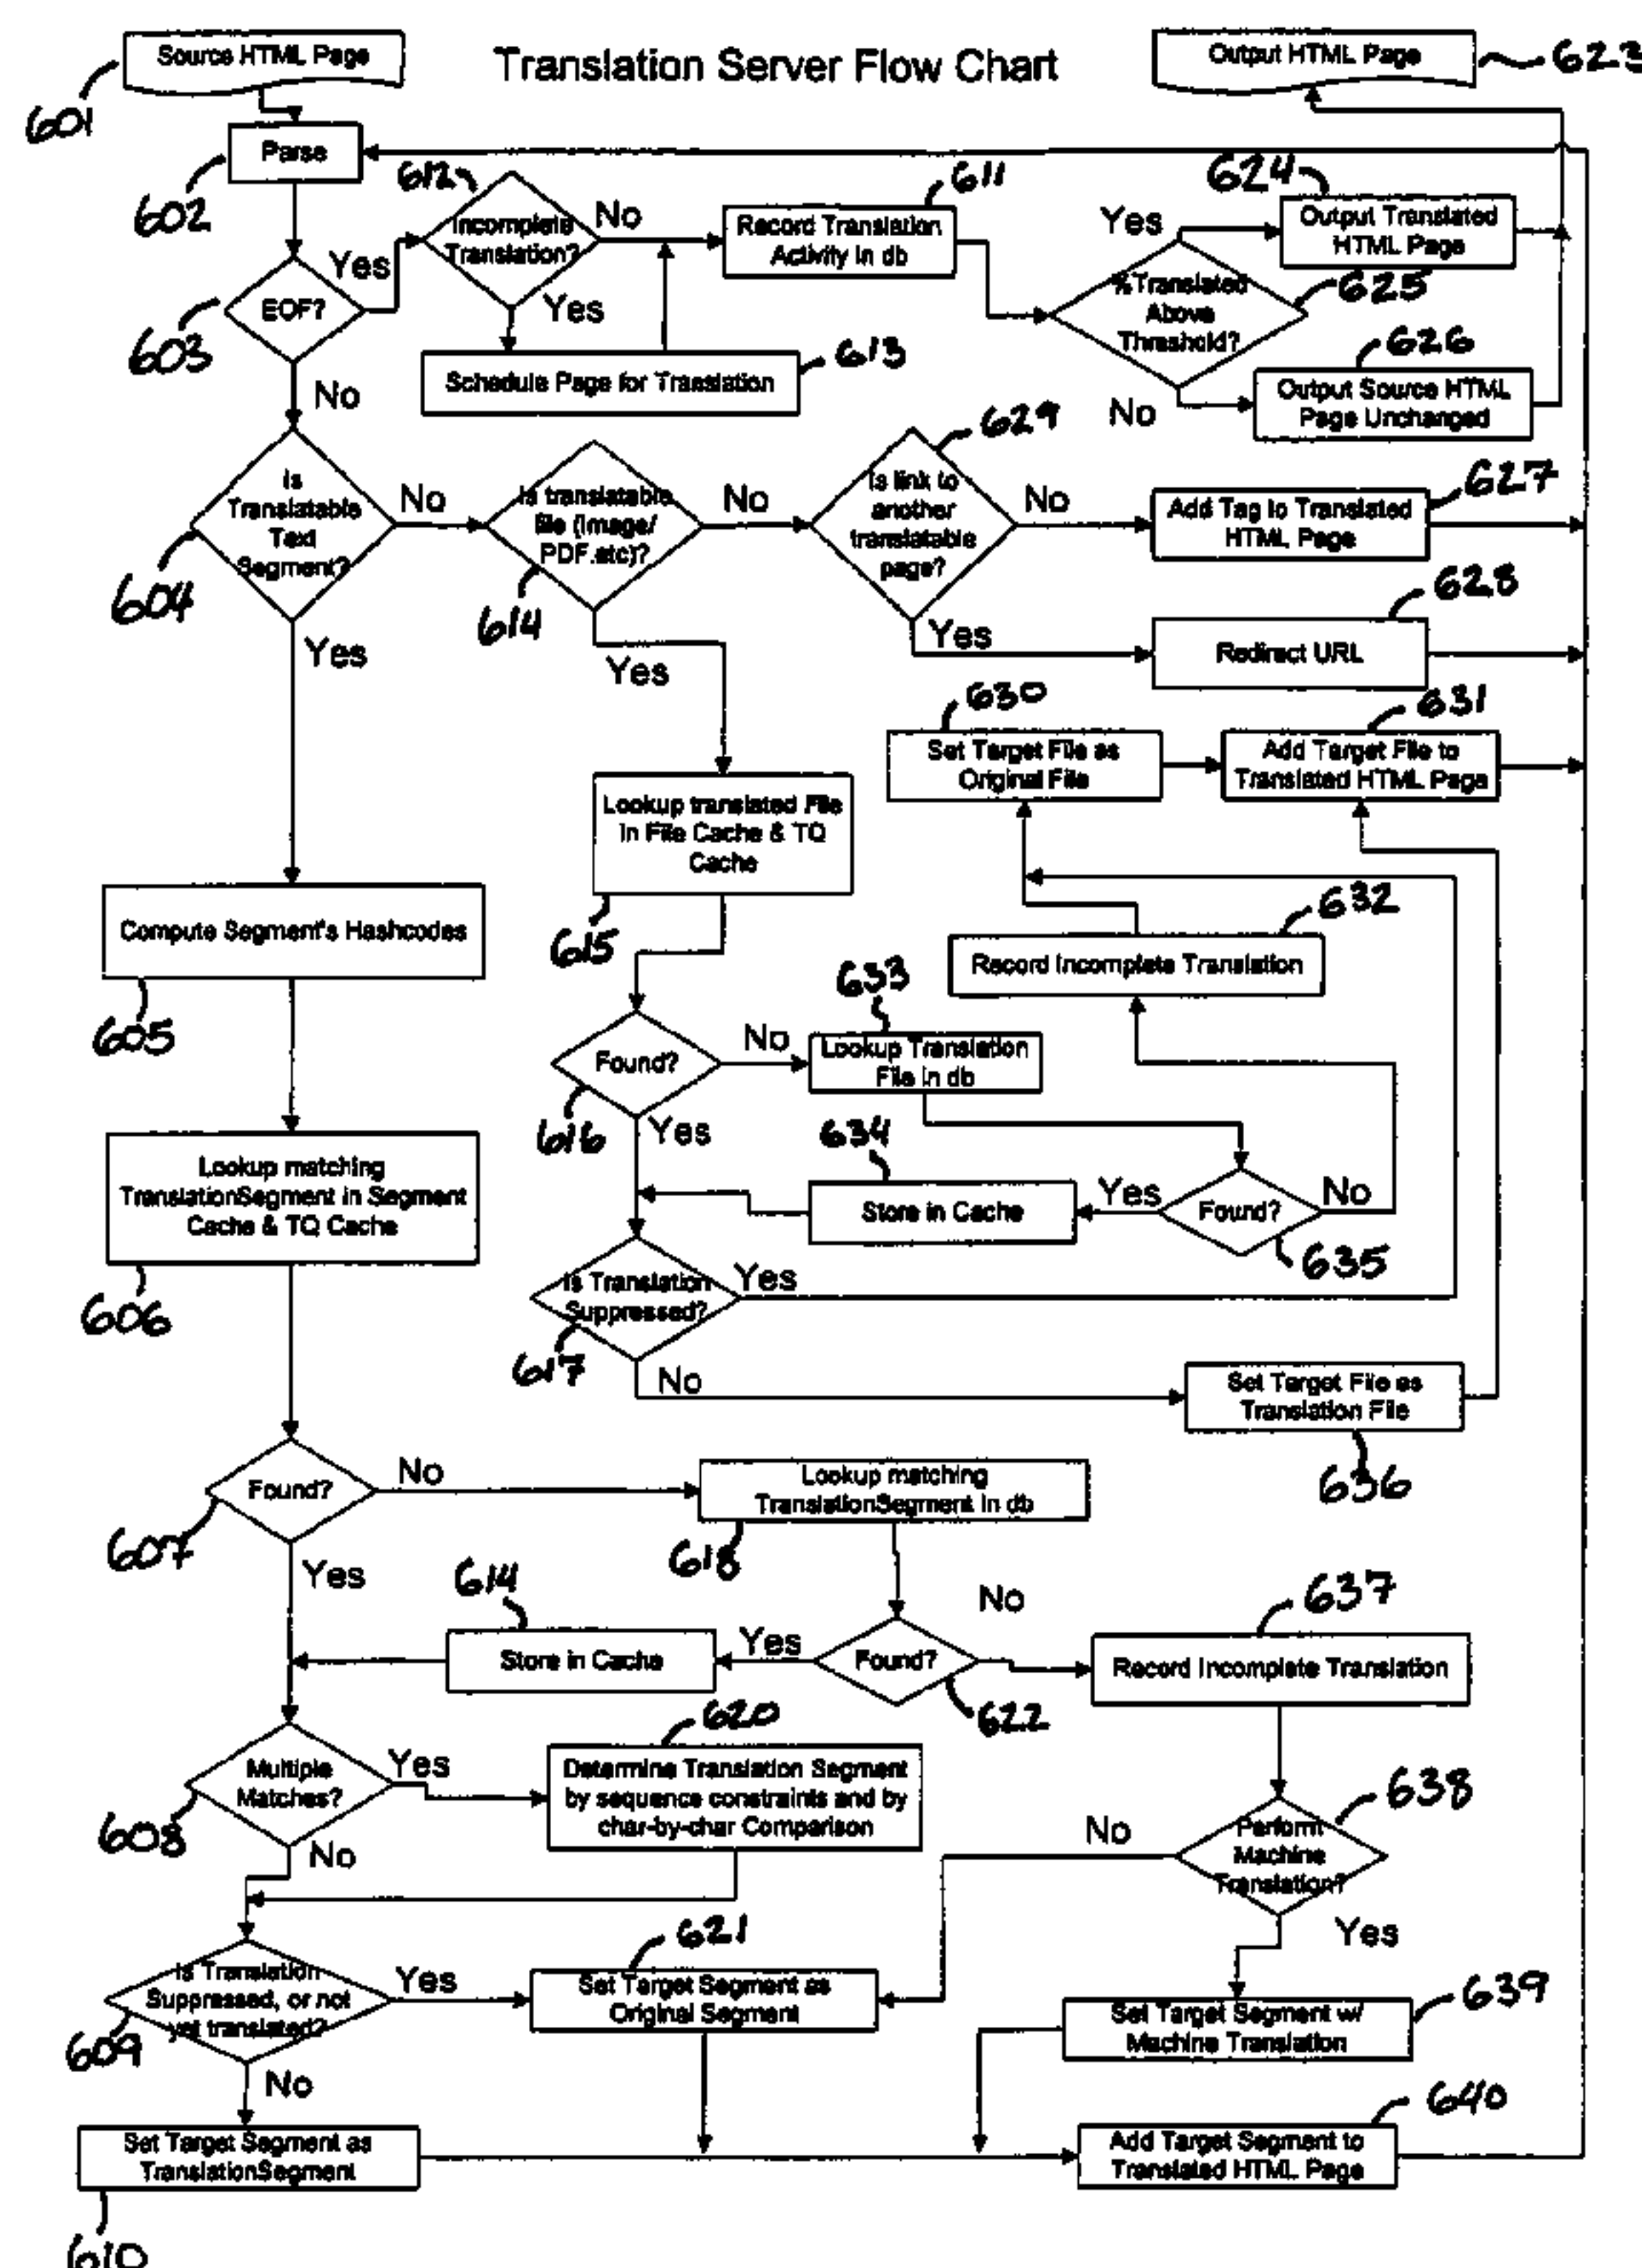 Translation Server Flow Chart
Source HTML Page
601
Output HTML Page
623
Parse
602
EOF?
603
Yes
No
612
Incomplete
Translation?
No
Yes
611
Record Translation
Activity in db
Schedule Page for Translation
613
624
Yes
Output Translated
HTML Page
%Translated
Above
Threshold?
625
626
No
Output Source HTML
Page Unchanged
Is
Translatable
Text
Segment?
604
No
Yes
Is translatable
file (Image/
PDF.etc)?
614
No
Yes
629
Is link to
another
translatable
page?
No
Yes
627
Add Tag to Translated
HTML Page
628
Redirect URL
630
Set Target File as
Original File
631
Add Target File to
Translated HTML Page
Lookup translated File
in File Cache & TQ
Cache
615
632
Record Incomplete Translation
Compute Segment's Hashcodes
605
Found?
616
No
Yes
633
Lookup Translation
File in db
634
Store in Cache
Yes
Found?
No
635
Lookup matching
TranslationSegment in Segment
Cache & TQ Cache
606
Is Translation
Suppressed?
617
Yes
No
Set Target File as
Translation File
636
Found?
607
No
Yes
Lookup matching
TranslationSegment in db
618
614
Store in Cache
Yes
Found?
No
622
637
Record Incomplete Translation
Multiple
Matches?
608
Yes
No
620
Determine Translation Segment
by sequence constraints and by
char-by-char Comparison
638
No
Perform
Machine
Translation?
Yes
Is Translation
Suppressed, or not
yet translated?
609
Yes
No
621
Set Target Segment as
Original Segment
639
Set Target Segment w/
Machine Translation
Set Target Segment as
TranslationSegment
610
640
Add Target Segment to
Translated HTML Page